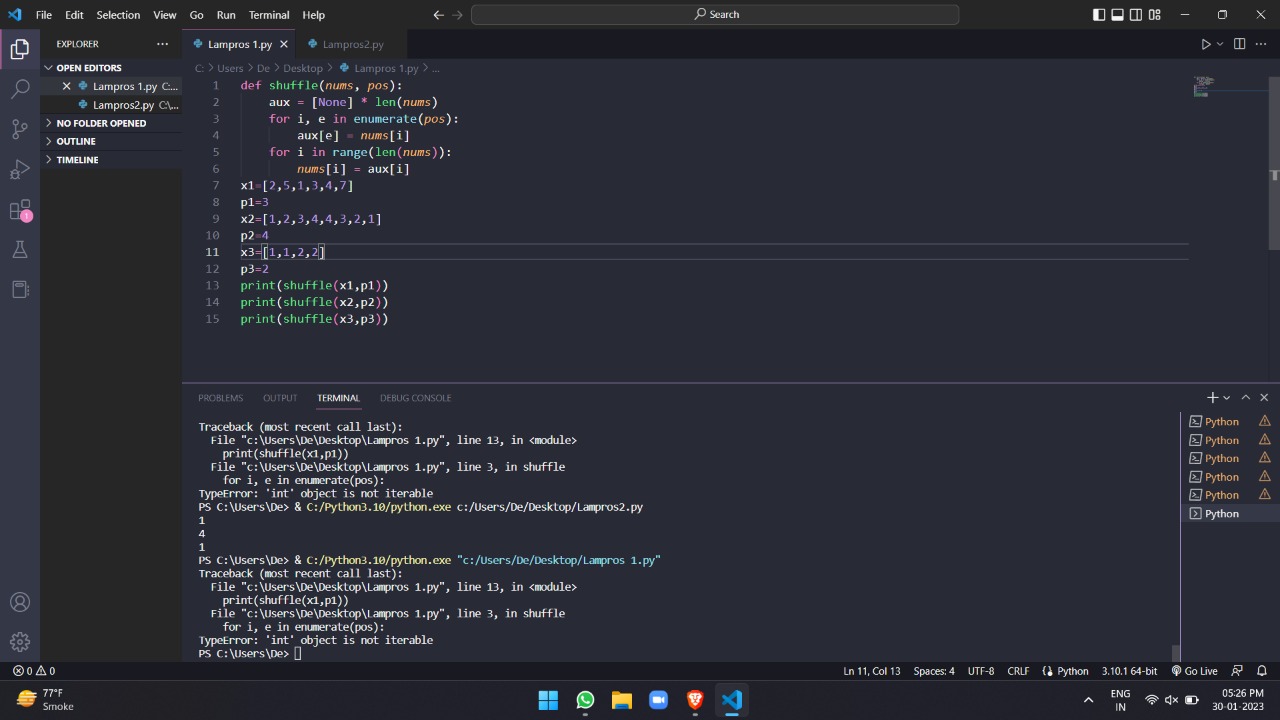 File Edit Selection View Go Run Terminal Help
Search
EXPLORER
Lampros 1.py
Lampros2.py
OPEN EDITORS
Lampros 1.py C:...
Lampros2.py C:\...
NO FOLDER OPENED
OUTLINE
TIMELINE
1
C: > Users > De > Desktop > Lampros 1.py > ...
1 def shuffle(nums, pos):
2 aux = [None] * len(nums)
3 for i, e in enumerate(pos):
4 aux[e] = nums[i]
5 for i in range(len(nums)):
6 nums[i] = aux[i]
7 x1=[2,5,1,3,4,7]
8 p1=3
9 x2=[1,2,3,4,4,3,2,1]
10 p2=4
11 x3=[1,1,2,2]
12 p3=2
13 print(shuffle(x1,p1))
14 print(shuffle(x2,p2))
15 print(shuffle(x3,p3))
PROBLEMS OUTPUT TERMINAL DEBUG CONSOLE
Traceback (most recent call last):
File "c:\Users\De\Desktop\Lampros 1.py", line 13, in <module>
print(shuffle(x1,p1))
File "c:\Users\De\Desktop\Lampros 1.py", line 3, in shuffle
for i, e in enumerate(pos):
TypeError: 'int' object is not iterable
PS C:\Users\De> & C:/Python3.10/python.exe c:/Users/De/Desktop/Lampros2.py
1
4
1
PS C:\Users\De> & C:/Python3.10/python.exe "c:/Users/De/Desktop/Lampros 1.py"
Traceback (most recent call last):
File "c:\Users\De\Desktop\Lampros 1.py", line 13, in <module>
print(shuffle(x1,p1))
File "c:\Users\De\Desktop\Lampros 1.py", line 3, in shuffle
for i, e in enumerate(pos):
TypeError: 'int' object is not iterable
PS C:\Users\De>
Python
Python
Python
Python
Python
Python
0 0
Ln 11, Col 13 Spaces: 4 UTF-8 CRLF Python 3.10.1 64-bit Go Live
77°F
Smoke
ENG
IN
05:26 PM
30-01-2023